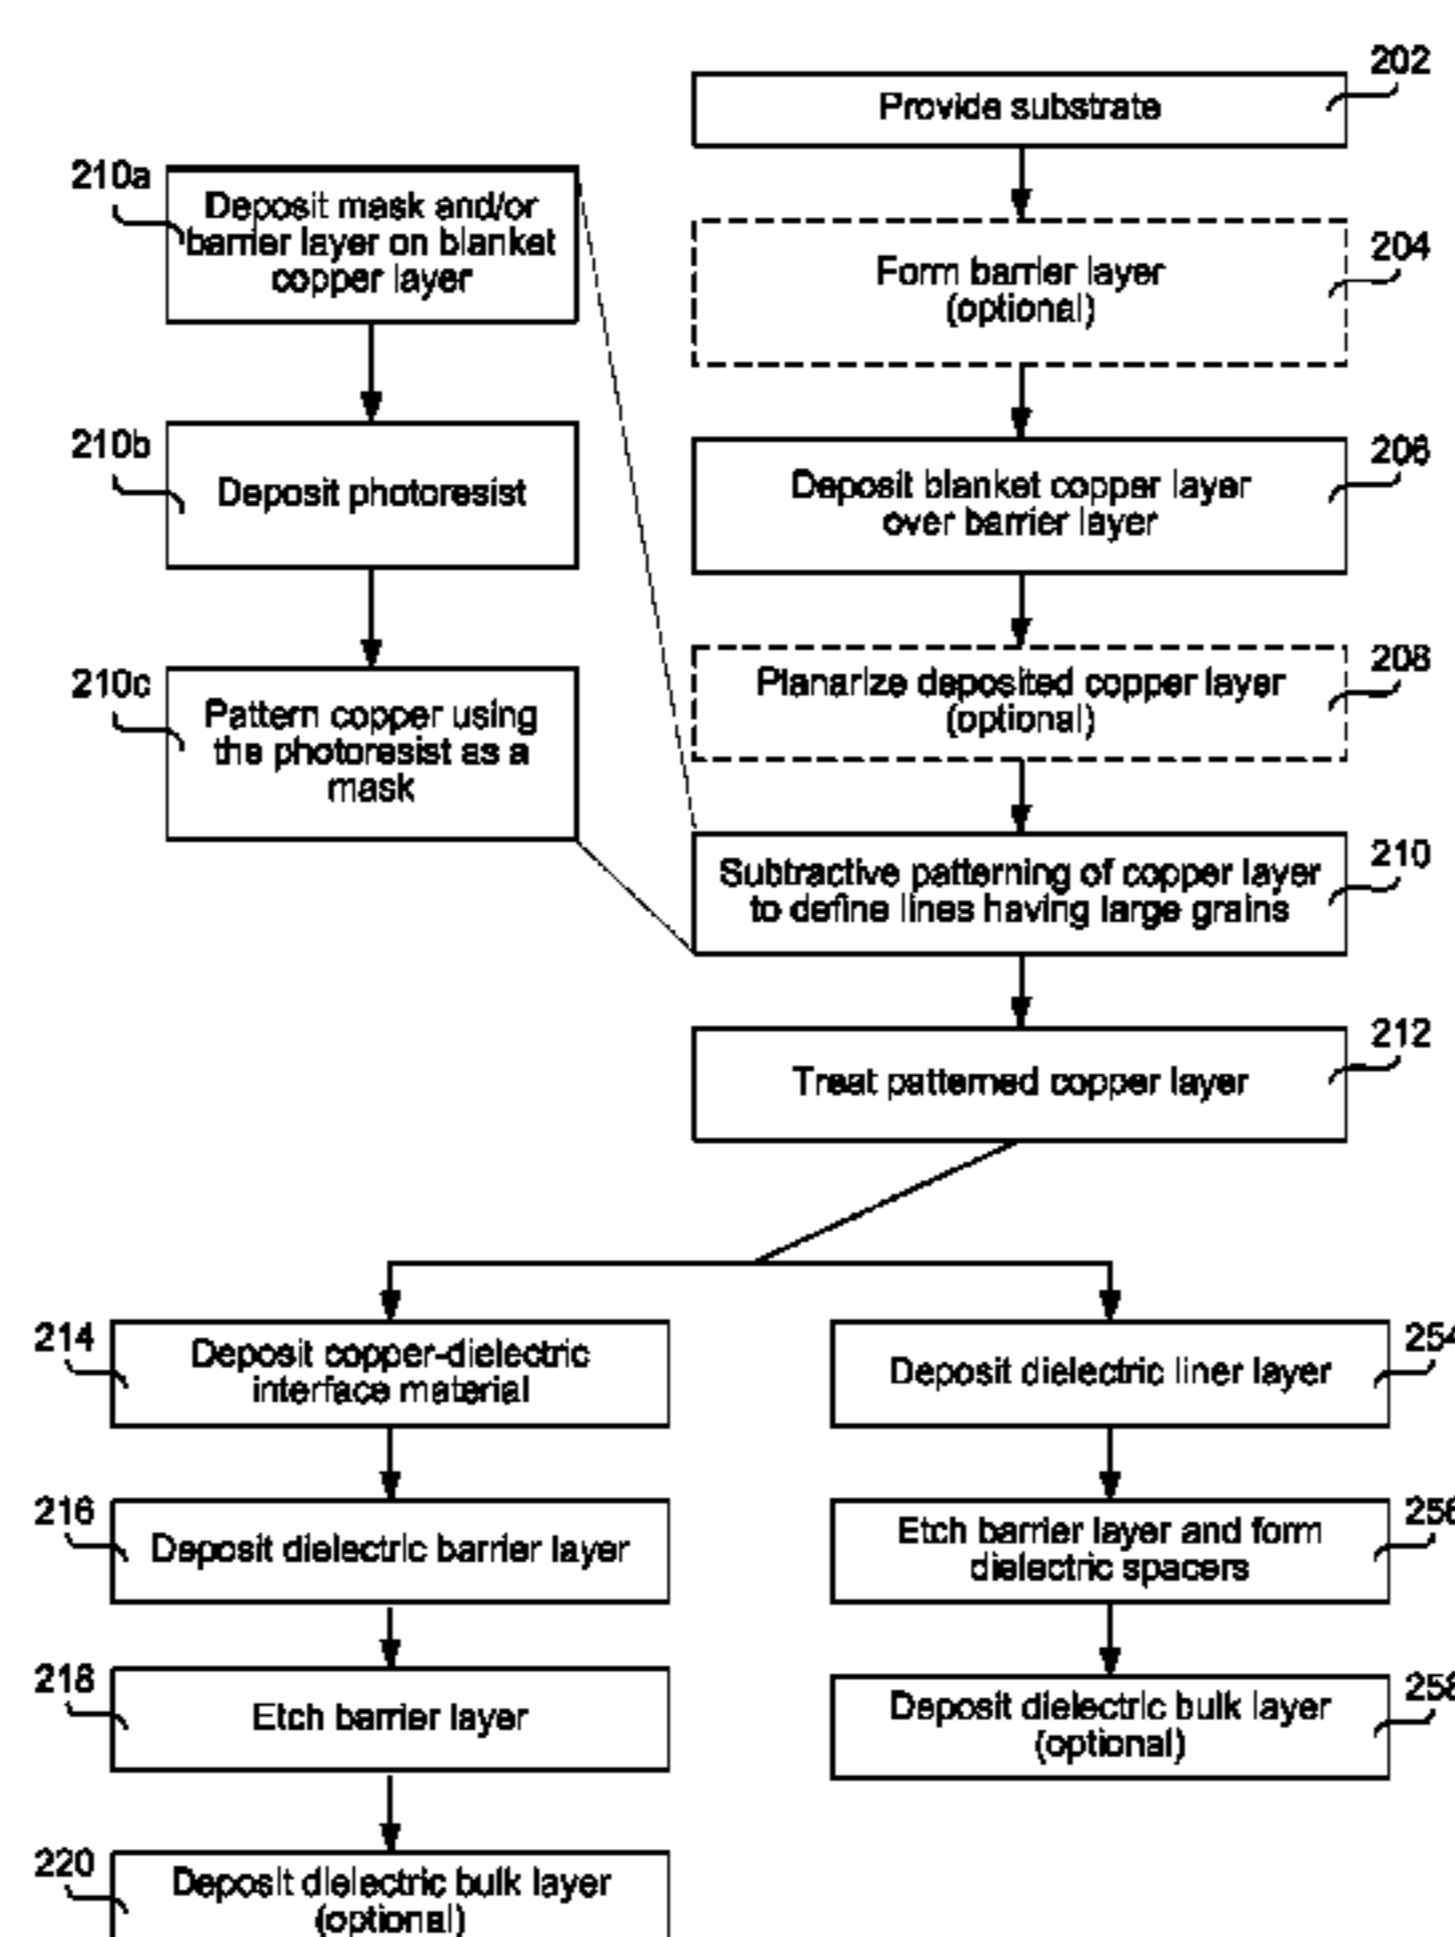 202
Provide substrate
204
Form barrier layer
(optional)
206
Deposit blanket copper layer
over barrier layer
208
Planarize deposited copper layer
(optional)
210
Subtractive patterning of copper layer
to define lines having large grains
210a
Deposit mask and/or
barrier layer on blanket
copper layer
210b
Deposit photoresist
210c
Pattern copper using
the photoresist as a
mask
212
Treat patterned copper layer
214
Deposit copper-dielectric
interface material
216
Deposit dielectric barrier layer
218
Etch barrier layer
220
Deposit dielectric bulk layer
(optional)
254
Deposit dielectric liner layer
256
Etch barrier layer and form
dielectric spacers
258
Deposit dielectric bulk layer
(optional)